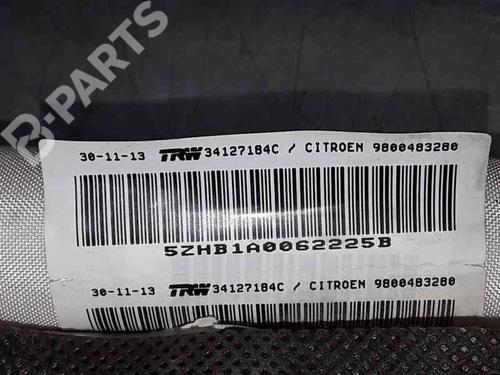 B-PARTS
30-11-13 TRW 34127184C / CITROEN 9800483280
5ZHB1A0062225B
30-11-13 TRW 34127184C / CITROEN 9800483280